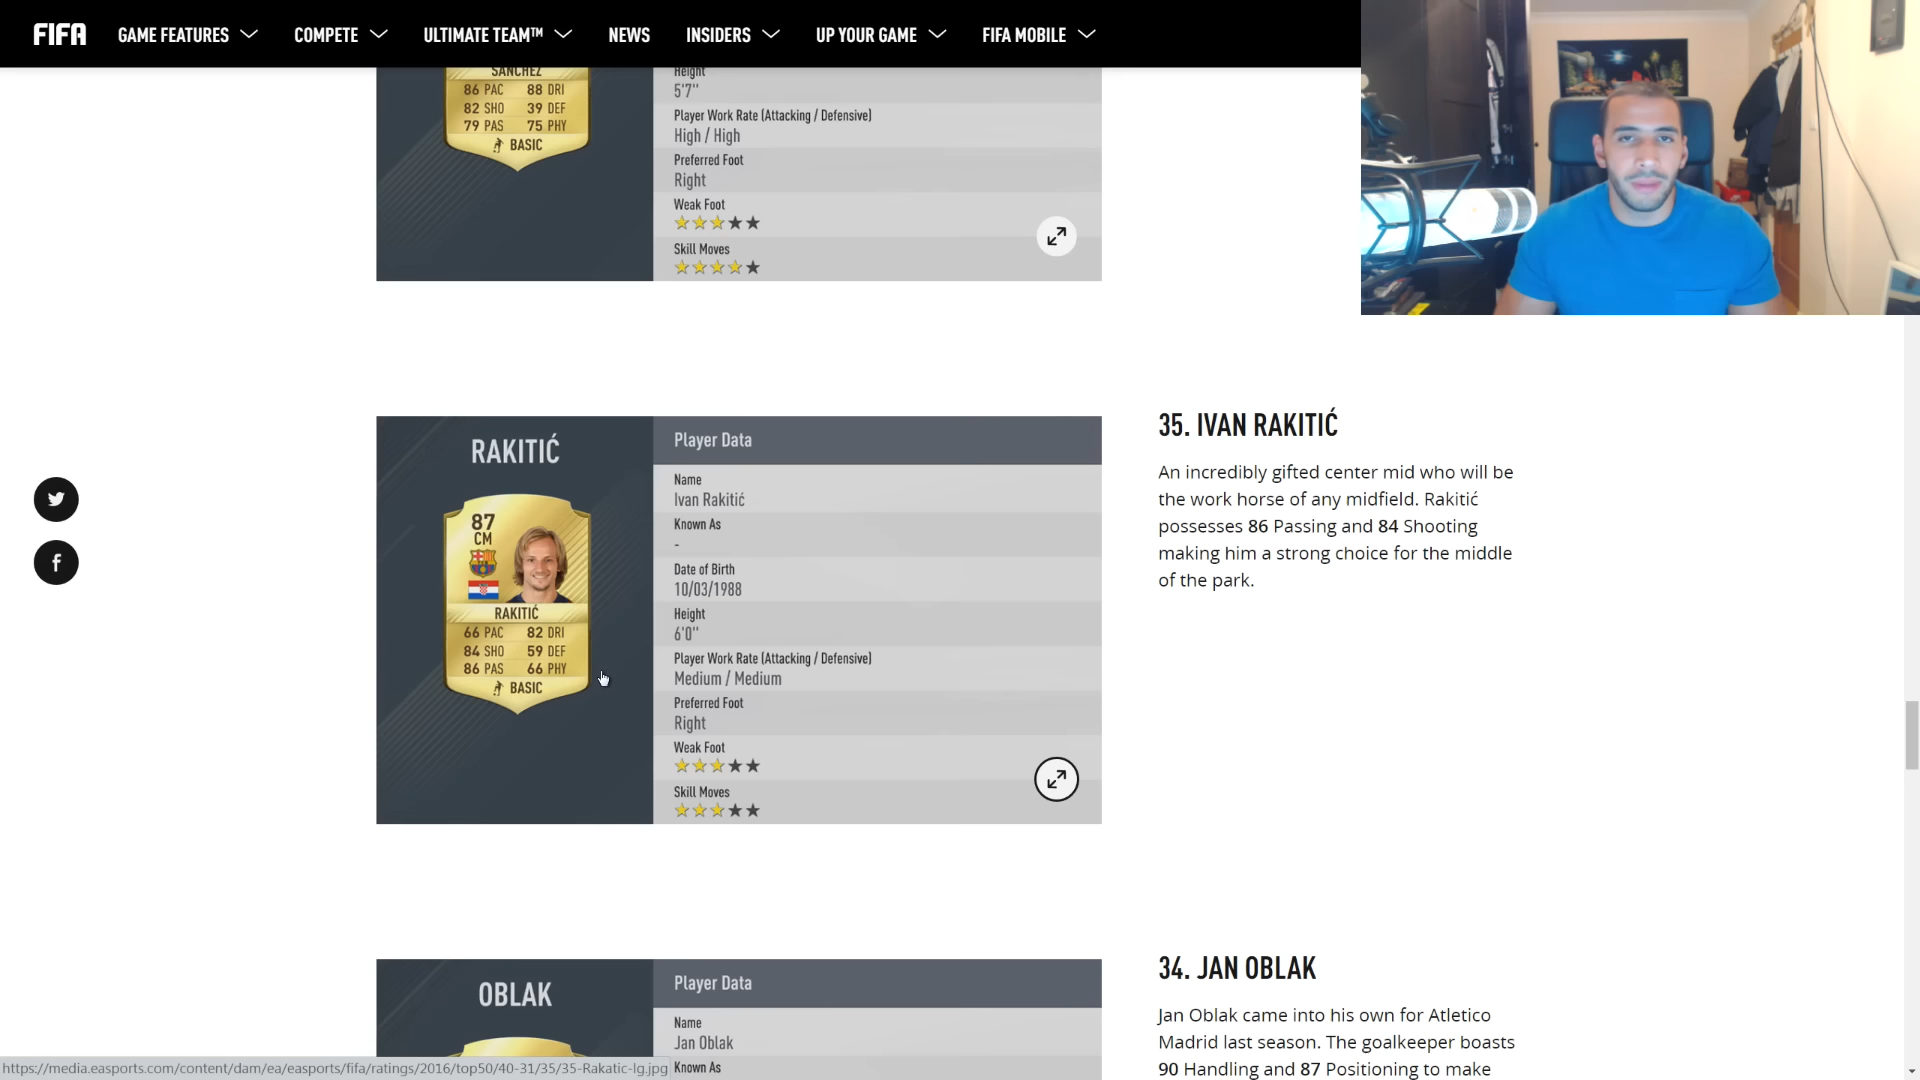 FIFA GAME FEATURES COMPETE ULTIMATE TEAM™ NEWS INSIDERS UP YOUR GAME FIFA MOBILE
SÁNCHEZ
86 PAC 88 DRI
82 SHO 39 DEF
79 PAS 75 PHY
BASIC
Height
5'7"
Player Work Rate (Attacking / Defensive)
High / High
Preferred Foot
Right
Weak Foot
Skill Moves
RAKITIĆ
87
CM
RAKITIĆ
66 PAC 82 DRI
84 SHO 59 DEF
86 PAS 66 PHY
BASIC
Player Data
Name
Ivan Rakitić
Known As
-
Date of Birth
10/03/1988
Height
6'0"
Player Work Rate (Attacking / Defensive)
Medium / Medium
Preferred Foot
Right
Weak Foot
Skill Moves
35. IVAN RAKITIĆ
An incredibly gifted center mid who will be
the work horse of any midfield. Rakitić
possesses 86 Passing and 84 Shooting
making him a strong choice for the middle
of the park.
OBLAK
Player Data
Name
Jan Oblak
Known As
34. JAN OBLAK
Jan Oblak came into his own for Atletico
Madrid last season. The goalkeeper boasts
90 Handling and 87 Positioning to make
https://media.easports.com/content/dam/ea/easports/fifa/ratings/2016/top50/40-31/35/35-Rakatic-lg.jpg